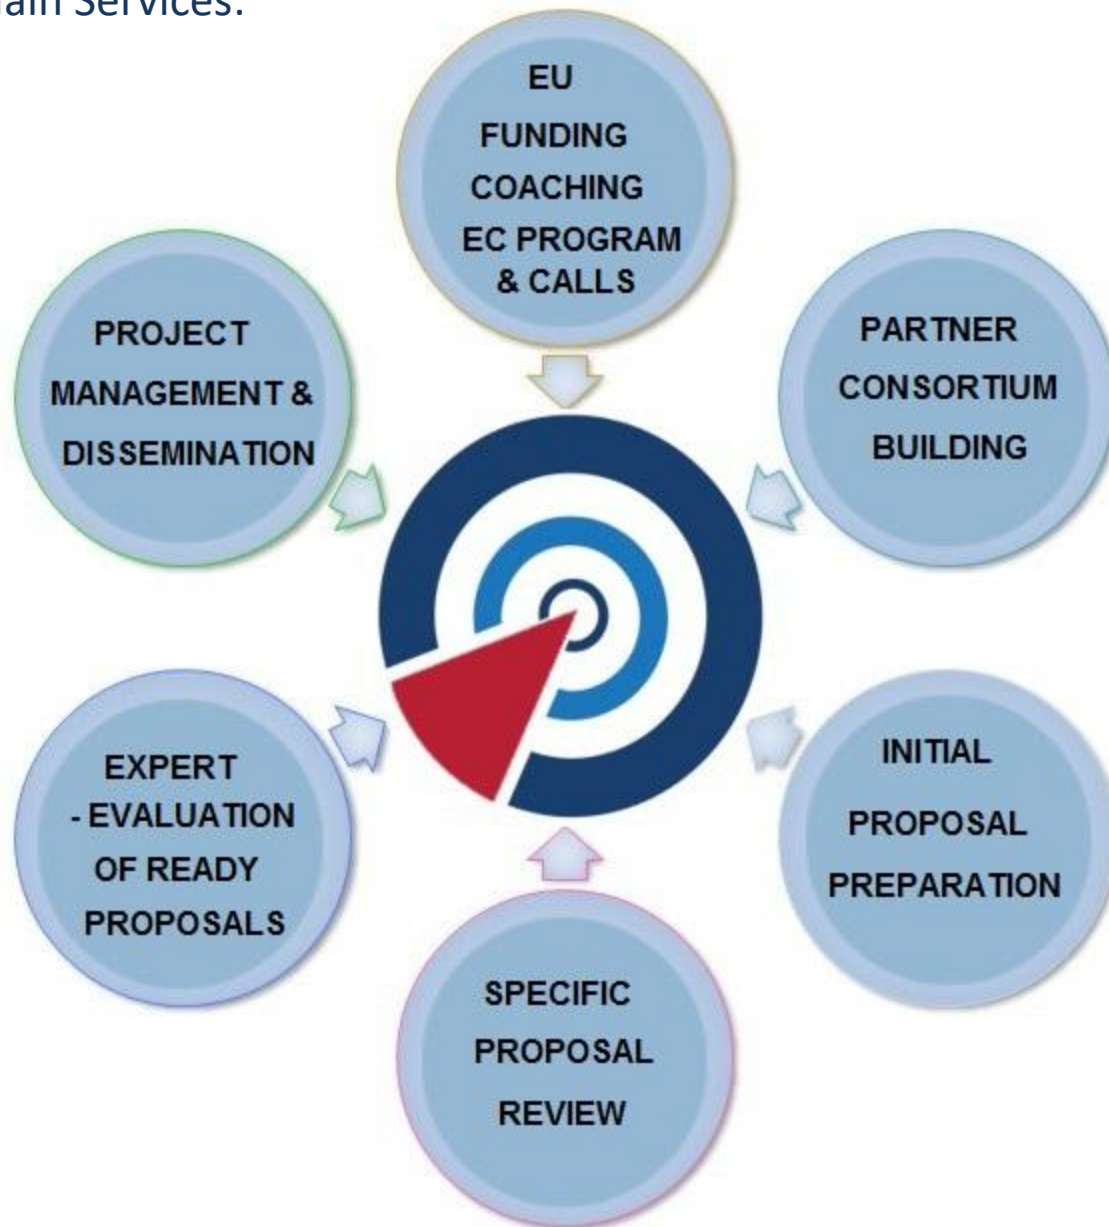 Services:
EU
FUNDING
COACHING
EC PROGRAM
& CALLS
PARTNER
CONSORTIUM
BUILDING
INITIAL
PROPOSAL
PREPARATION
SPECIFIC
PROPOSAL
REVIEW
EXPERT
- EVALUATION
OF READY
PROPOSALS
PROJECT
MANAGEMENT &
DISSEMINATION